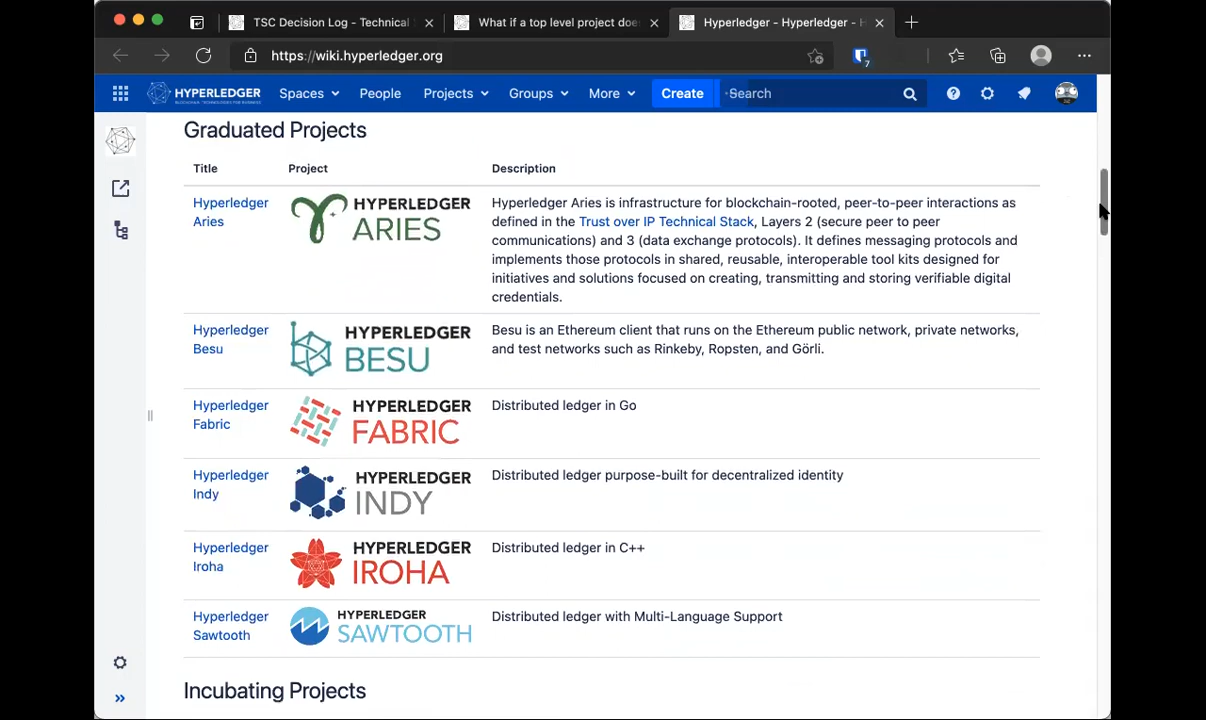 TSC Decision Log - Technical
What if a top level project doe
Hyperledger - Hyperledger - H
https://wiki.hyperledger.org
7
HYPERLEDGER
BLOCKCHAIN TECHNOLOGIES FOR BUSINESS
Spaces
People
Projects
Groups
More
Create
Search
Graduated Projects
Title
Project
Description
Hyperledger
Aries
HYPERLEDGER
ARIES
Hyperledger Aries is infrastructure for blockchain-rooted, peer-to-peer interactions as
defined in the Trust over IP Technical Stack, Layers 2 (secure peer to peer
communications) and 3 (data exchange protocols). It defines messaging protocols and
implements those protocols in shared, reusable, interoperable tool kits designed for
initiatives and solutions focused on creating, transmitting and storing verifiable digital
credentials.
Hyperledger
Besu
HYPERLEDGER
BESU
Besu is an Ethereum client that runs on the Ethereum public network, private networks,
and test networks such as Rinkeby, Ropsten, and Görli.
Hyperledger
Fabric
HYPERLEDGER
FABRIC
Distributed ledger in Go
Hyperledger
Indy
HYPERLEDGER
INDY
Distributed ledger purpose-built for decentralized identity
Hyperledger
Iroha
HYPERLEDGER
IROHA
Distributed ledger in C++
Hyperledger
Sawtooth
HYPERLEDGER
SAWTOOTH
Distributed ledger with Multi-Language Support
Incubating Projects